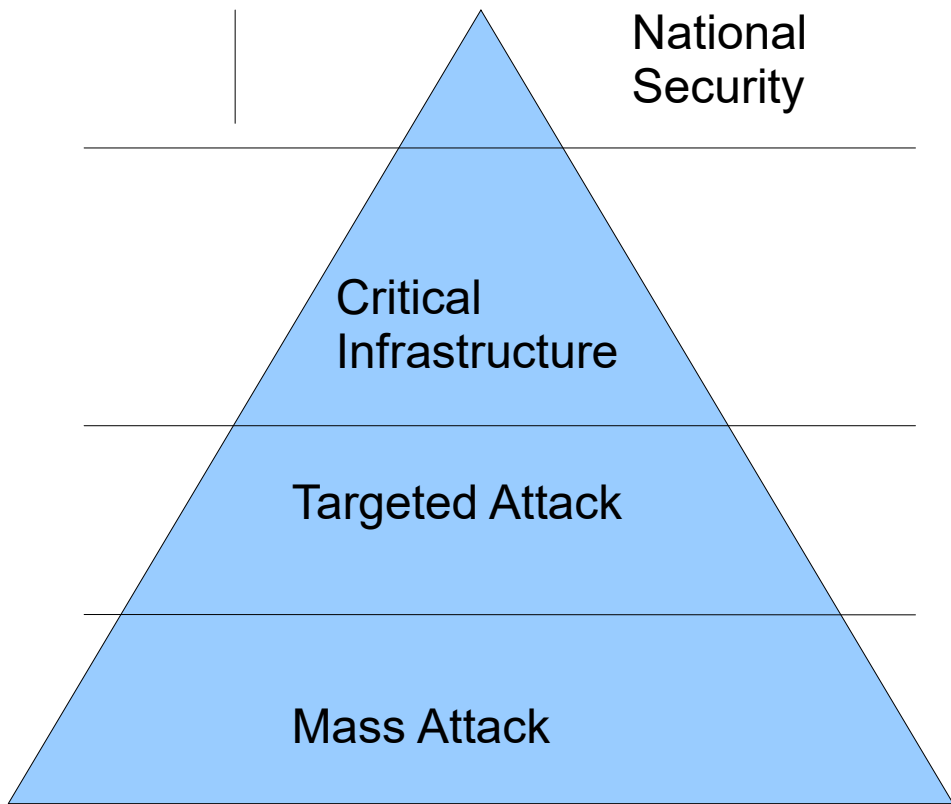 National
Security
Critical
Infrastructure
Targeted Attack
Mass Attack